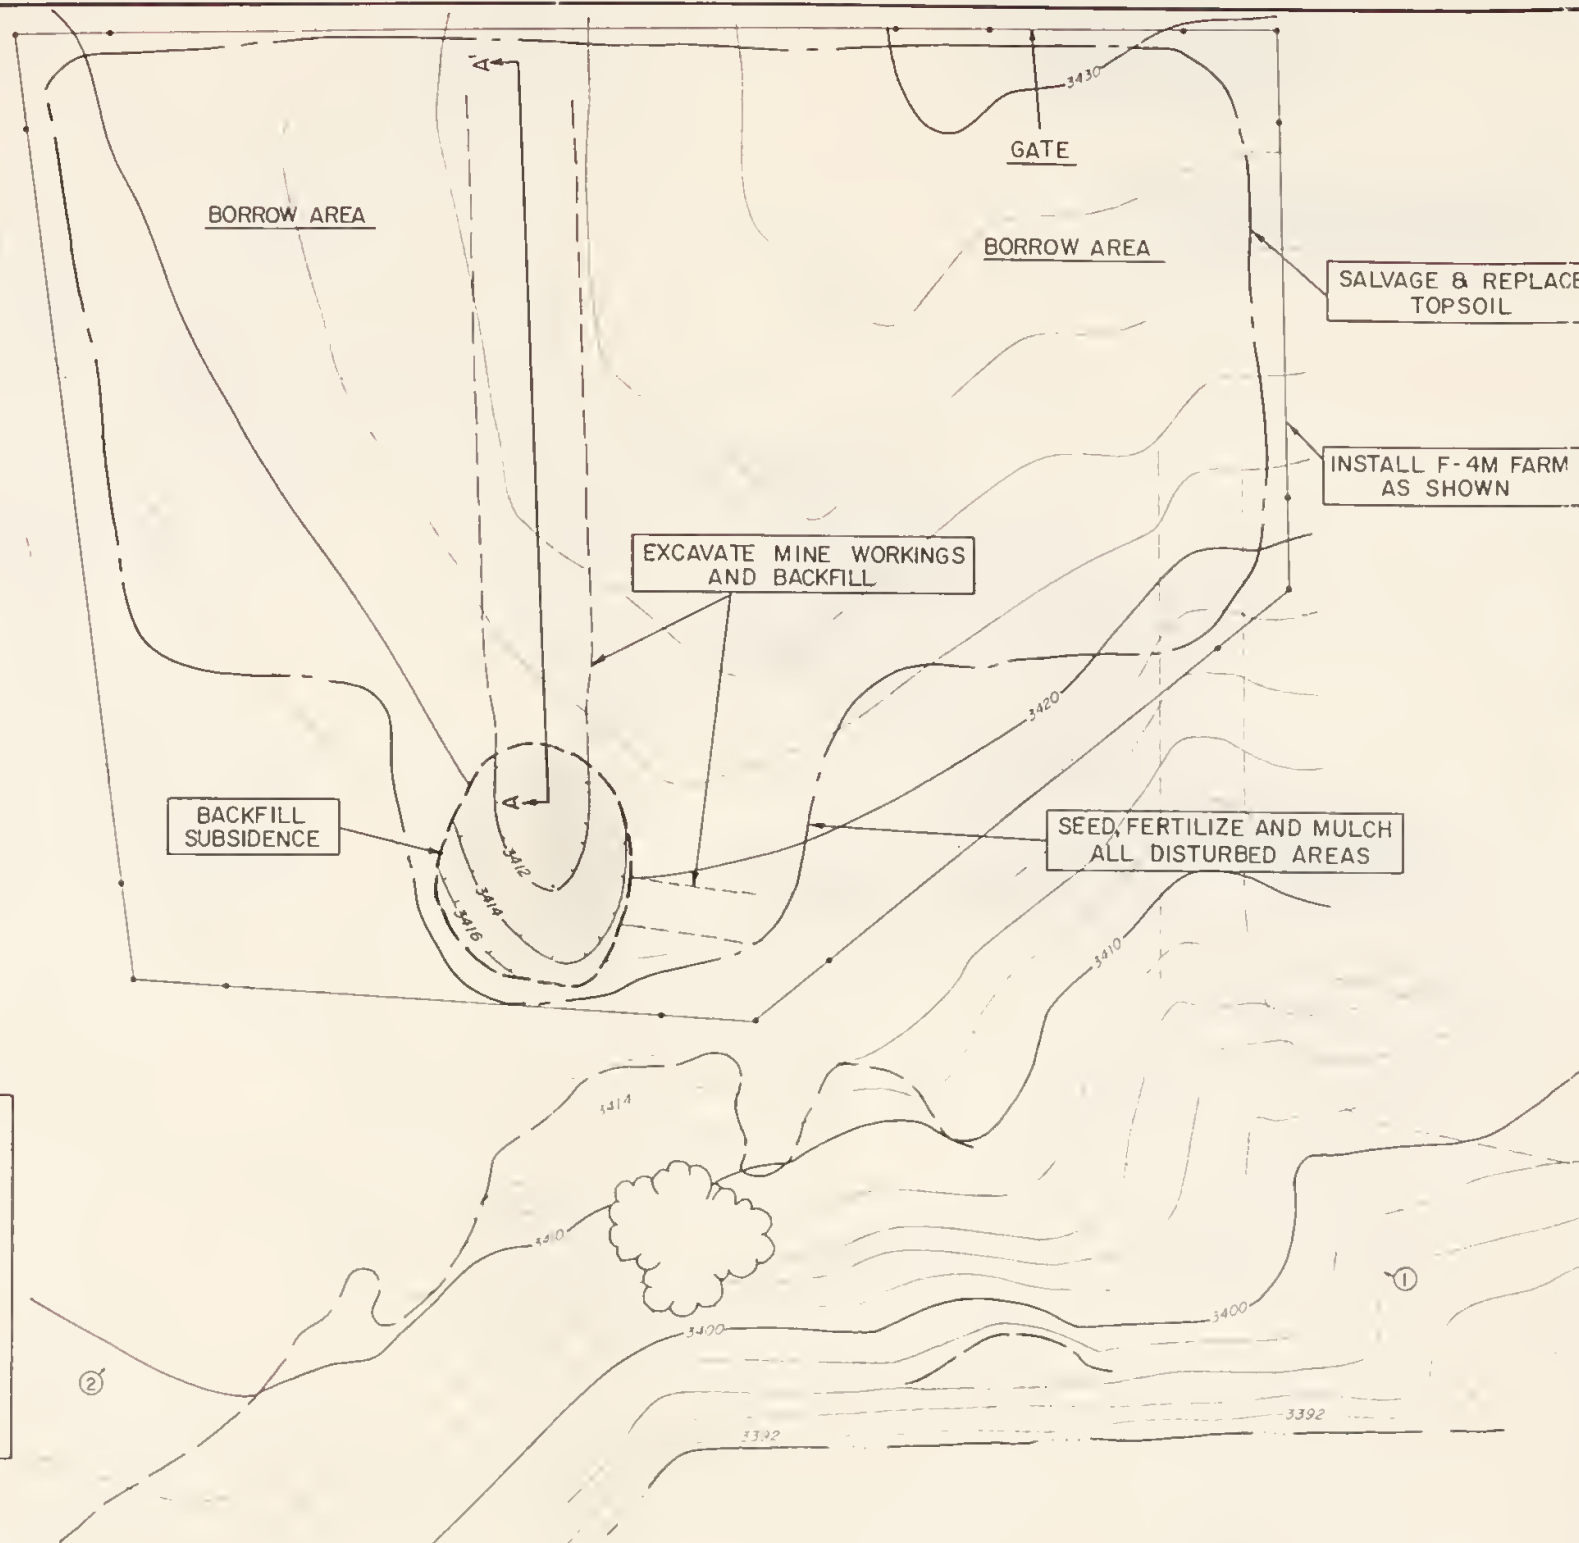 A'
3430
GATE
BORROW AREA
BORROW AREA
SALVAGE & REPLACE
TOPSOIL
INSTALL F-4M FARM
AS SHOWN
EXCAVATE MINE WORKINGS
AND BACKFILL
3420
BACKFILL
SUBSIDENCE
A
SEED, FERTILIZE AND MULCH
ALL DISTURBED AREAS
3412
3414
3416
3410
3414
3410
1
3400
3400
2
3392
3392